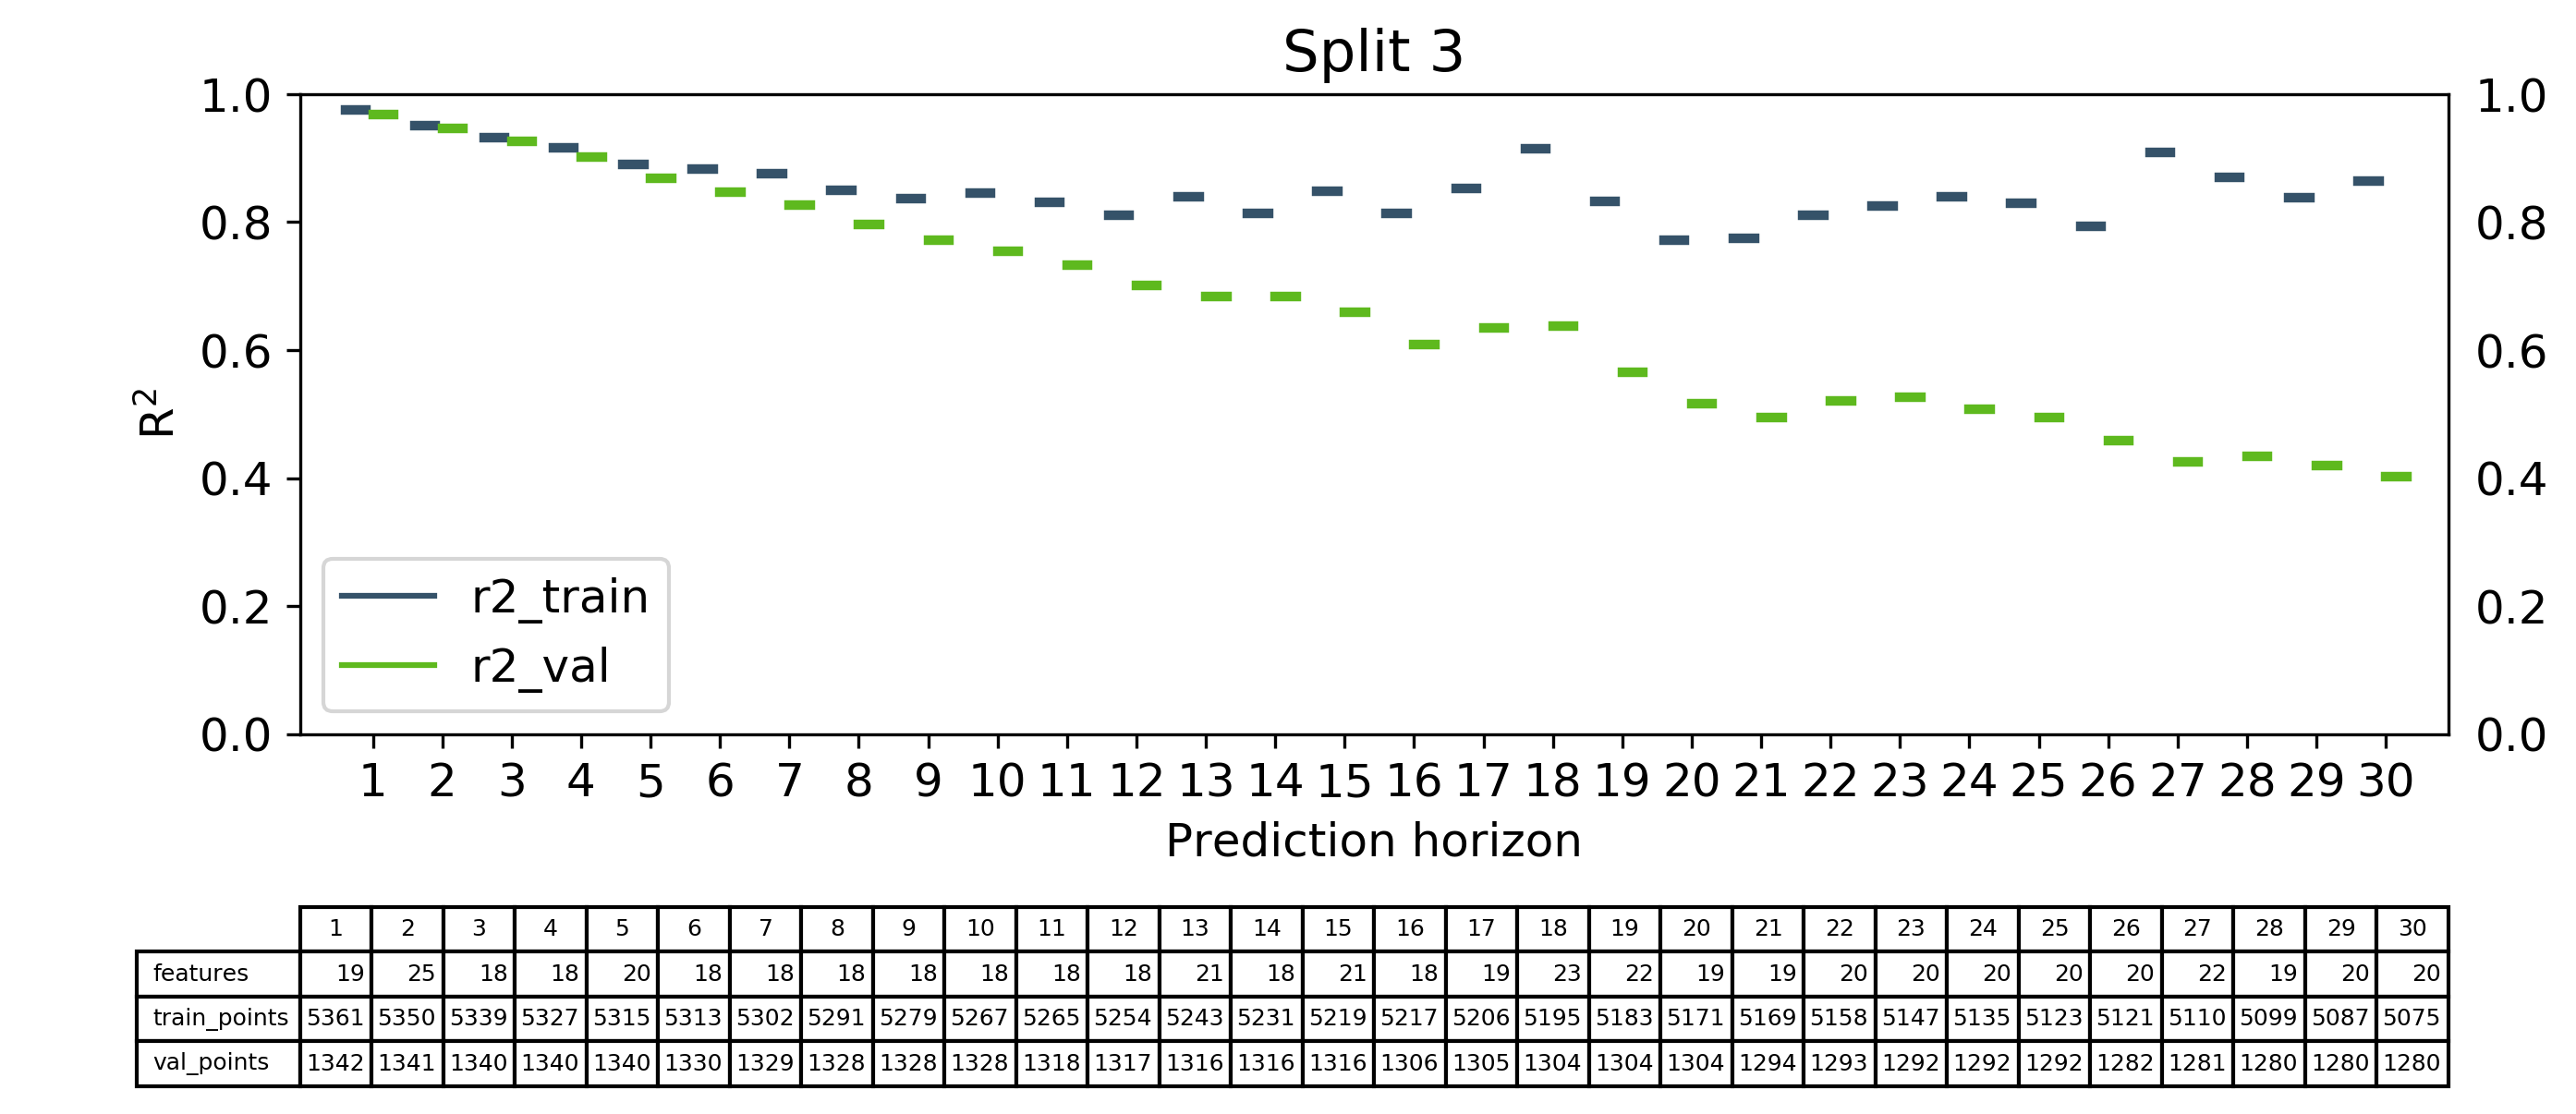 Split 3
1.0 1.0
0.8 0.8
0.6 0.6
R²
0.4 0.4
r2_train
0.2 0.2
r2_val
0.0 0.0
1 2 3 4 5 6 7 8 9 10 11 12 13 14 15 16 17 18 19 20 21 22 23 24 25 26 27 28 29 30
Prediction horizon
1 2 3 4 5 6 7 8 9 10 11 12 13 14 15 16 17 18 19 20 21 22 23 24 25 26 27 28 29 30
features 19 25 18 18 20 18 18 18 18 18 18 18 21 18 21 18 19 23 22 19 19 20 20 20 20 20 22 19 20 20
train_points 5361 5350 5339 5327 5315 5313 5302 5291 5279 5267 5265 5254 5243 5231 5219 5217 5206 5195 5183 5171 5169 5158 5147 5135 5123 5121 5110 5099 5087 5075
val_points 1342 1341 1340 1340 1340 1330 1329 1328 1328 1328 1318 1317 1316 1316 1316 1306 1305 1304 1304 1304 1294 1293 1292 1292 1292 1282 1281 1280 1280 1280